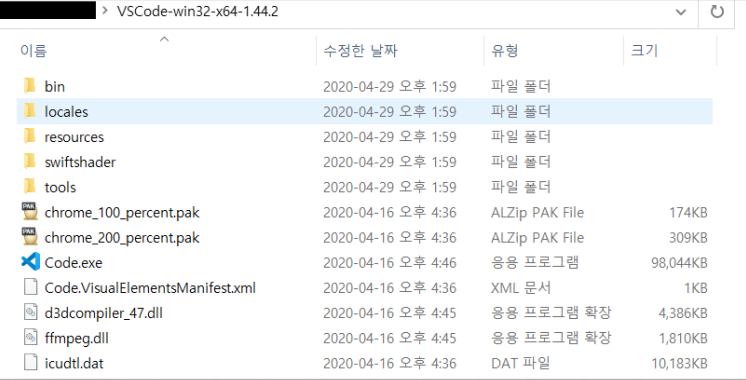 VSCode-win32-x64-1.44.2
이름 수정한 날짜 유형 크기
bin 2020-04-29 오후 1:59 파일 폴더
locales 2020-04-29 오후 1:59 파일 폴더
resources 2020-04-29 오후 1:59 파일 폴더
swiftshader 2020-04-29 오후 1:59 파일 폴더
tools 2020-04-29 오후 1:59 파일 폴더
chrome_100_percent.pak 2020-04-16 오후 4:36 ALZip PAK File 174KB
chrome_200_percent.pak 2020-04-16 오후 4:36 ALZip PAK File 309KB
Code.exe 2020-04-16 오후 4:46 응용 프로그램 98,044KB
Code.VisualElementsManifest.xml 2020-04-16 오후 4:36 XML 문서 1KB
d3dcompiler_47.dll 2020-04-16 오후 4:45 응용 프로그램 확장 4,386KB
ffmpeg.dll 2020-04-16 오후 4:45 응용 프로그램 확장 1,810KB
icudtl.dat 2020-04-16 오후 4:36 DAT 파일 10,183KB